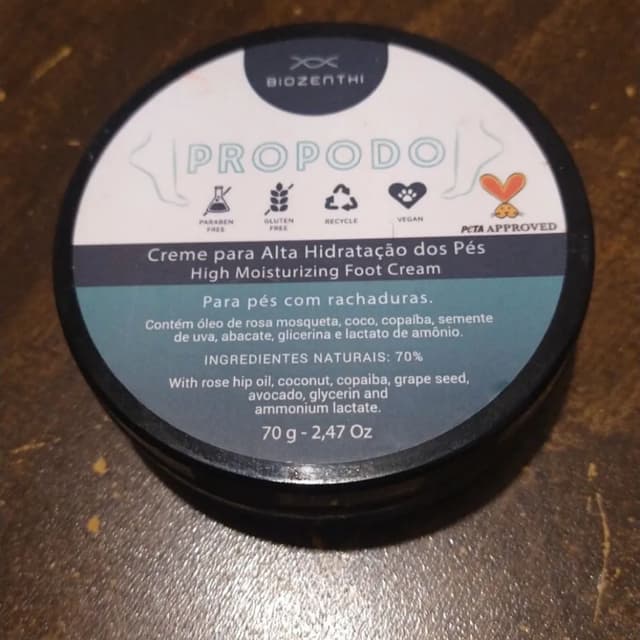 BIOZENTHI
PROPODO
PARABEN
FREE
GLUTEN
FREE
RECYCLE
VEGAN
PeTA APPROVED
Creme para Alta Hidratação dos Pés
High Moisturizing Foot Cream
Para pés com rachaduras.
Contém óleo de rosa mosqueta, coco, copaíba, semente
de uva, abacate, glicerina e lactato de amônio.
INGREDIENTES NATURAIS: 70%
With rose hip oil, coconut, copaiba, grape seed,
avocado, glycerin and
ammonium lactate.
70 g - 2,47 Oz